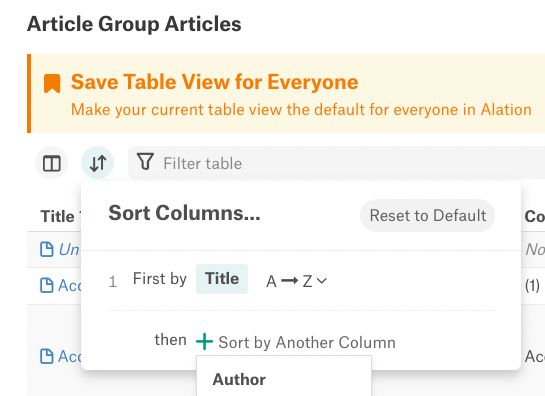 Article Group Articles
Save Table View for Everyone
Make your current table view the default for everyone in Alation
Filter table
Sort Columns...
Reset to Default
Title
Co
Un
No
1 First by Title A → Z
Acc
(1)
then + Sort by Another Column
Acc
Ac
Author